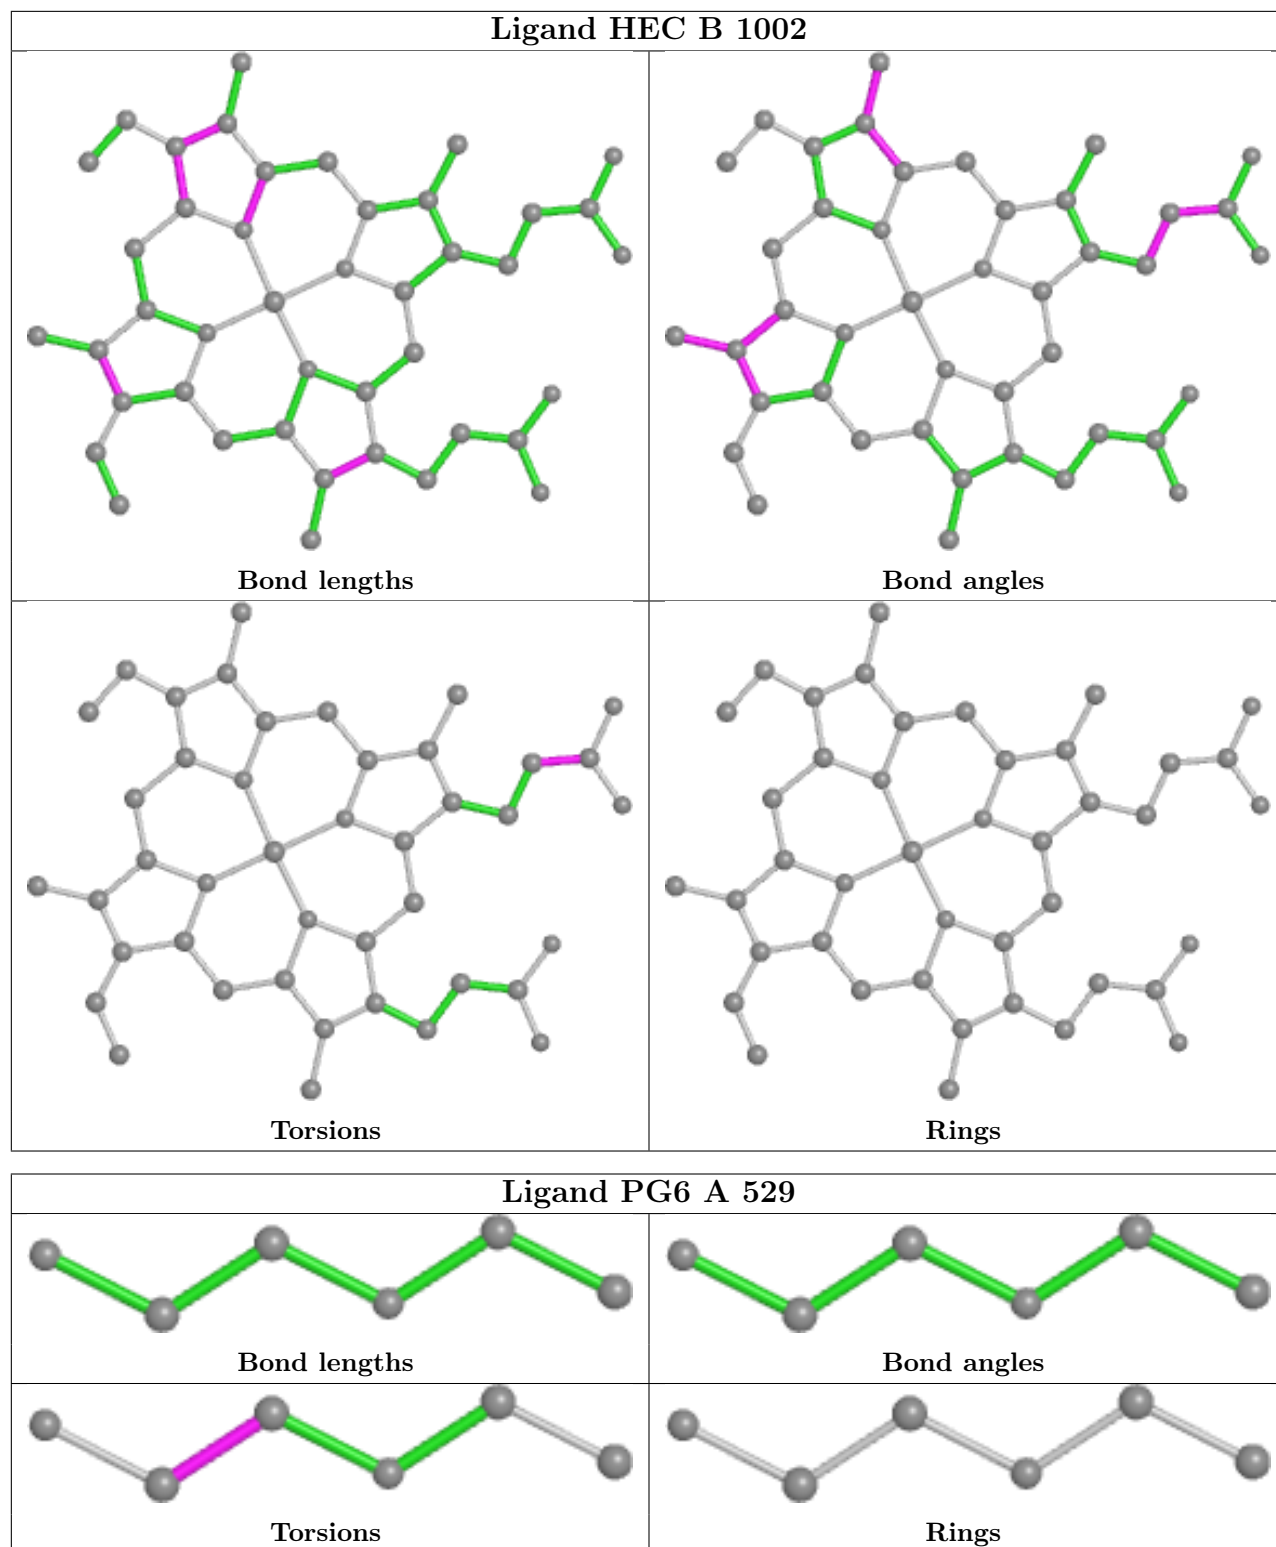 Ligand HEC B 1002
Bond lengths
Bond angles
Torsions
Rings
Ligand PG6 A 529
Bond lengths
Bond angles
Torsions
Rings